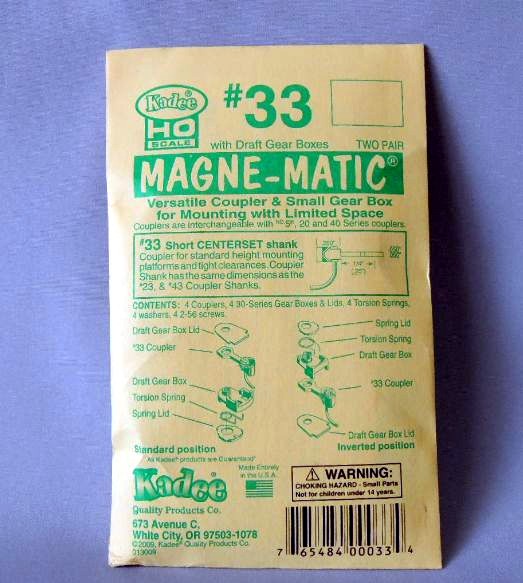 Kadee®
HO
SCALE
#33
with Draft Gear Boxes
TWO PAIR
MAGNE-MATIC®
Versatile Coupler & Small Gear Box
for Mounting with Limited Space
Couplers are interchangeable with no.5®, 20 and 40 Series couplers.
#33 Short CENTERSET shank
Coupler for standard height mounting
platforms and tight clearances. Coupler
Shank has the same dimensions as the
#23, & #43 Coupler Shanks.
1/4"
CONTENTS: 4 Couplers, 4 30-Series Gear Boxes & Lids, 4 Torsion Springs,
4 washers, 4 2-56 screws.
Draft Gear Box Lid
#33 Coupler
Draft Gear Box
Torsion Spring
Spring Lid
Standard position
Spring Lid
Torsion Spring
Draft Gear Box
#33 Coupler
Draft Gear Box Lid
Inverted position
All Kadee® products are Guaranteed
Kadee®
Quality Products Co.
673 Avenue C.
White City, OR 97503-1078
©2009, Kadee® Quality Products Co.
013009
Made Entirely
in the U.S.A.
WARNING:
CHOKING HAZARD - Small Parts
Not for children under 14 years.
7 65484 00033 4